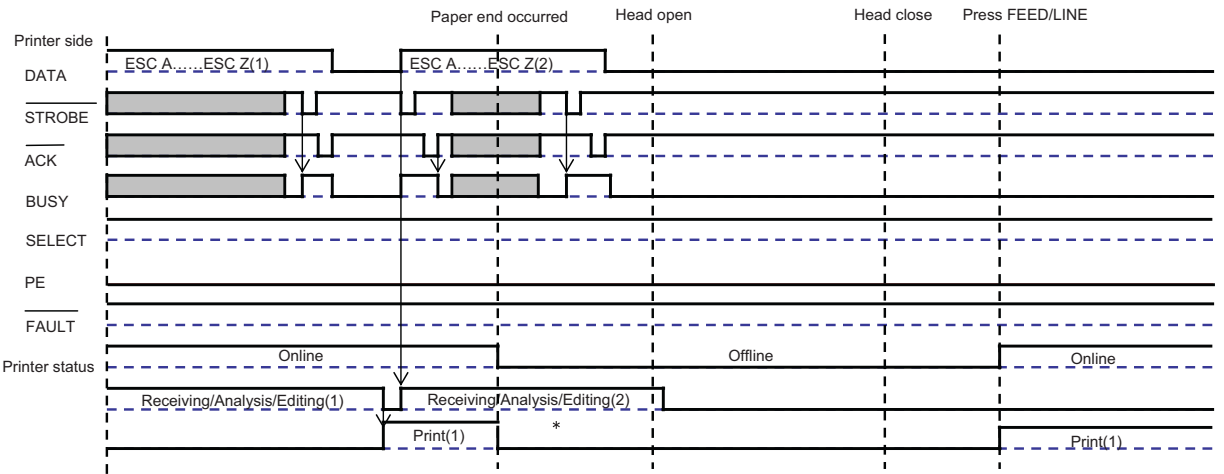 Paper end occurred
Head open
Head close
Press FEED/LINE
Printer side
ESC A......ESC Z(1)
ESC A......ESC Z(2)
DATA
STROBE
ACK
BUSY
SELECT
PE
FAULT
Online
Offline
Online
Printer status
Receiving/Analysis/Editing(1)
Receiving/Analysis/Editing(2)
Print(1)
*
Print(1)